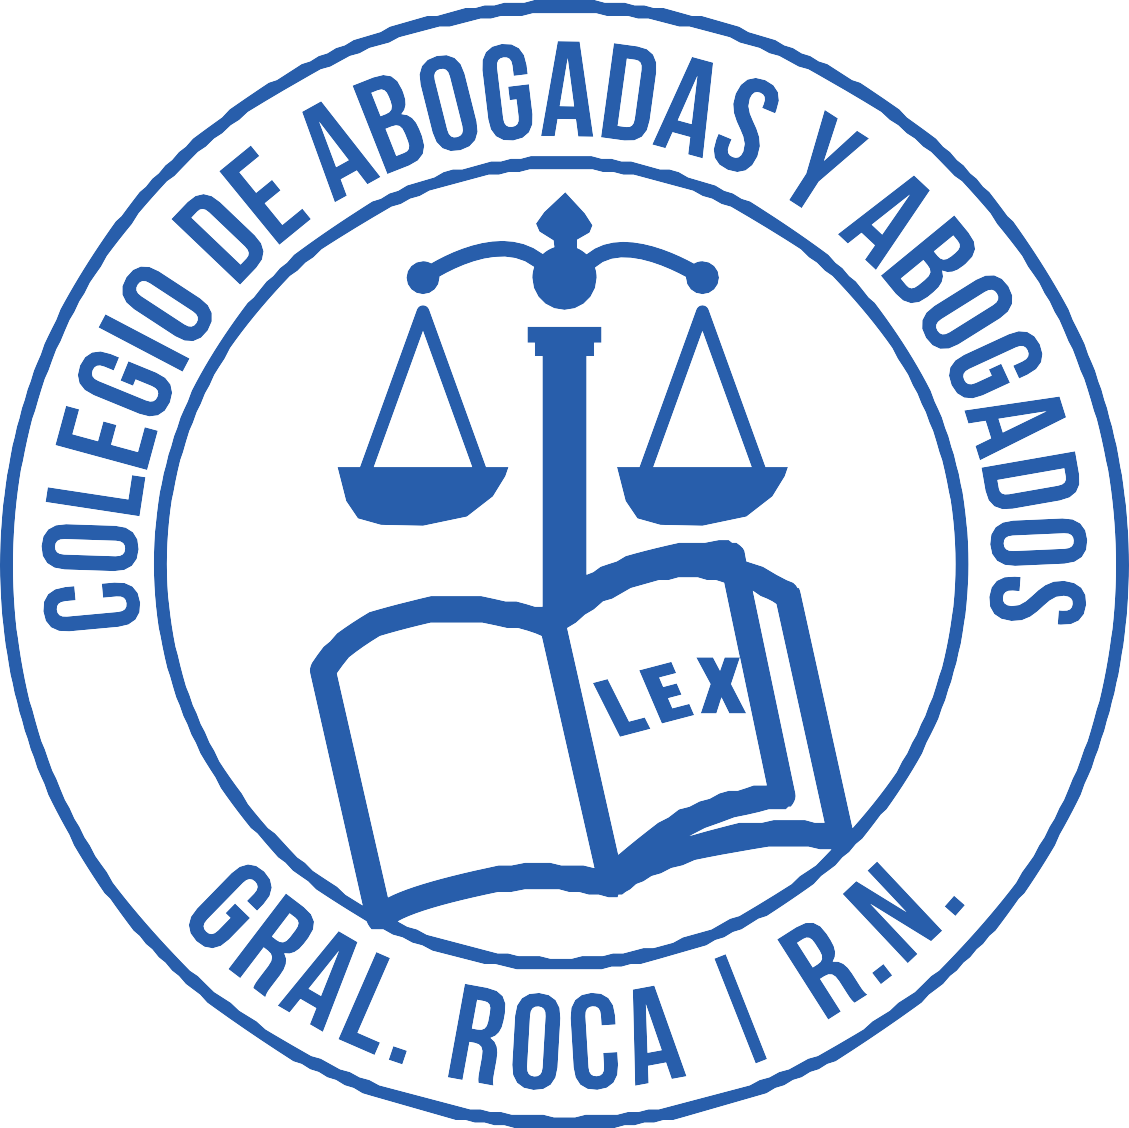 COLEGIO DE ABOGADAS Y ABOGADOS
LEX
GRAL. ROCA | R.N.